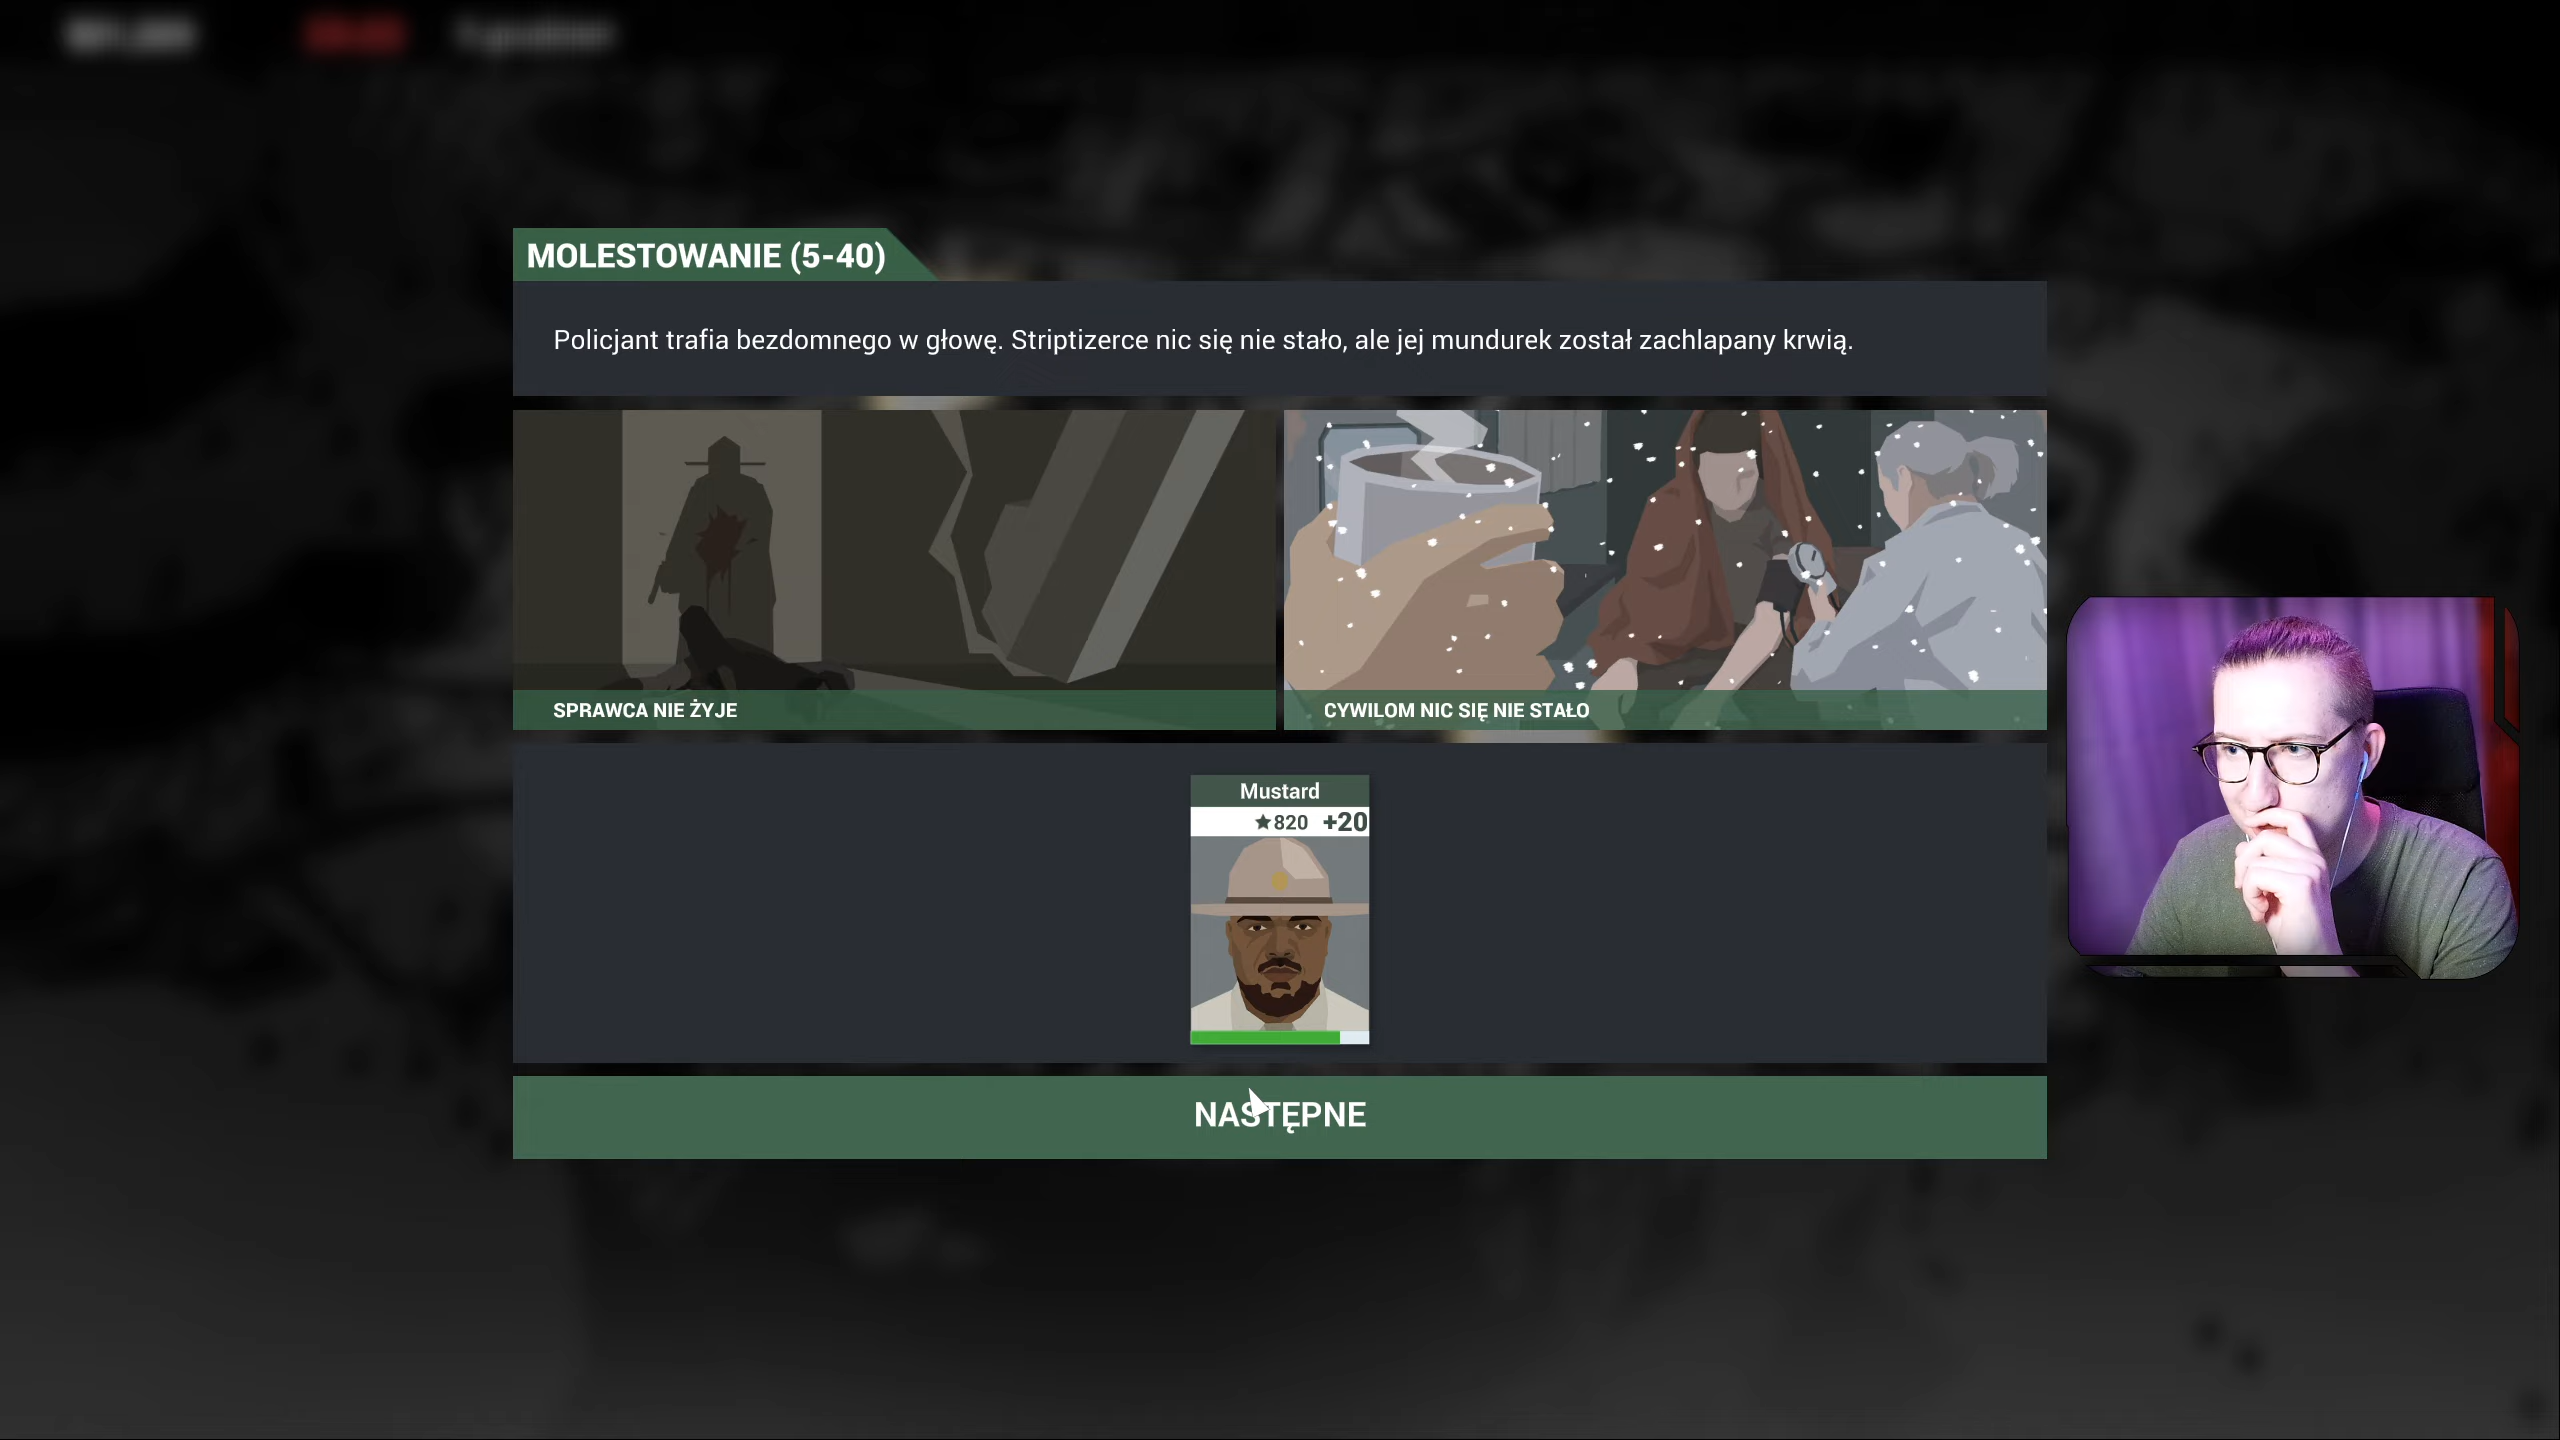 MOLESTOWANIE (5-40)
Policjant trafia bezdomnego w głowę. Striptizerce nic się nie stało, ale jej mundurek został zachlapany krwią.
SPRAWCA NIE ŻYJE
CYWILOM NIC SIĘ NIE STAŁO
Mustard
★820 +20
NASTĘPNE